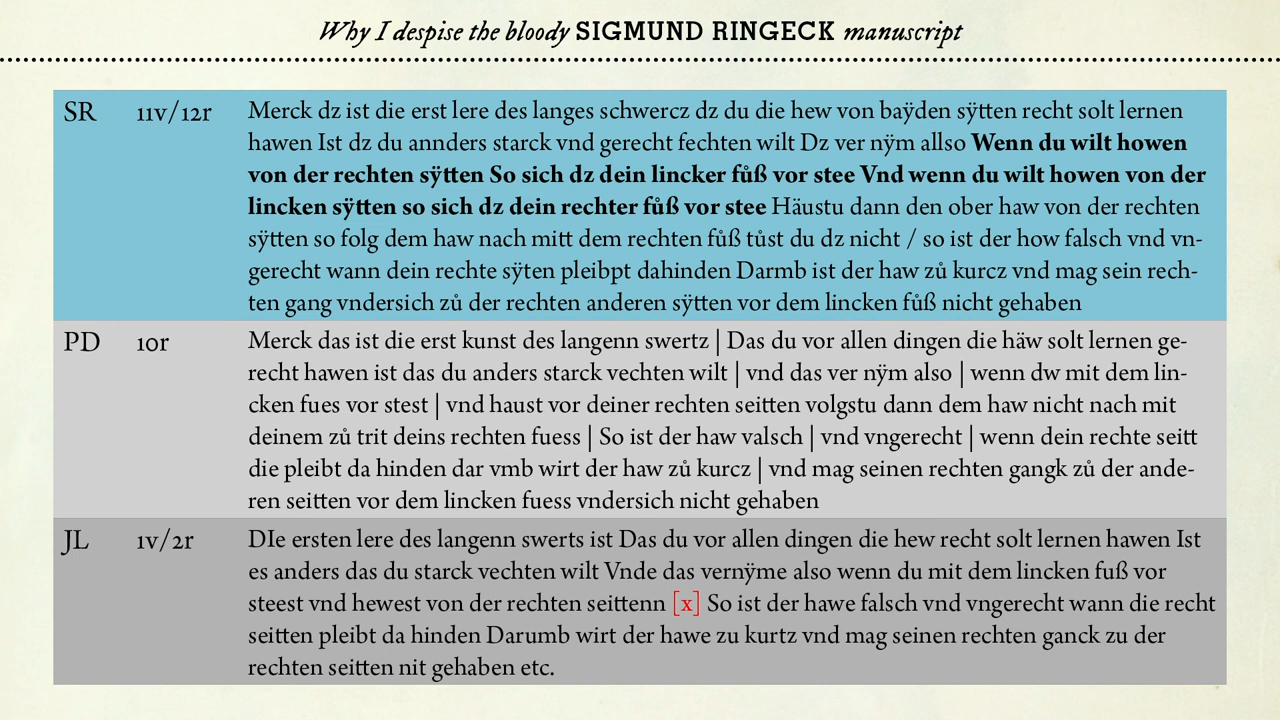 Why I despise the bloody SIGMUND RINGECK manuscript
SR 11v/12r Merck dz ist die erst lere des langes schwercz dz du die hew von baÿden sÿtten recht solt lernen
hawen Ist dz du annders starck vnd gerecht fechten wilt Dz ver nÿm allso Wenn du wilt howen
von der rechten sÿtten So sich dz dein lincker fůß vor stee Vnd wenn du wilt howen von der
lincken sÿtten so sich dz dein rechter fůß vor stee Häustu dann den ober haw von der rechten
sÿtten so folg dem haw nach mitt dem rechten fůß tůst du dz nicht / so ist der how falsch vnd vn-
gerecht wann dein rechte sÿten pleibpt dahinden Darmb ist der haw zů kurcz vnd mag sein rech-
ten gang vndersich zů der rechten anderen sÿtten vor dem lincken fůß nicht gehaben
PD 10r Merck das ist die erst kunst des langenn swertz | Das du vor allen dingen die häw solt lernen ge-
recht hawen ist das du anders starck vechten wilt | vnd das ver nÿm also | wenn dw mit dem lin-
cken fues vor stest | vnd haust vor deiner rechten seitten volgstu dann dem haw nicht nach mit
deinem zů trit deins rechten fuess | So ist der haw valsch | vnd vngerecht | wenn dein rechte seitt
die pleibt da hinden dar vmb wirt der haw zů kurcz | vnd mag seinen rechten gangk zů der ande-
ren seitten vor dem lincken fuess vndersich nicht gehaben
JL 1v/2r DIe ersten lere des langenn swerts ist Das du vor allen dingen die hew recht solt lernen hawen Ist
es anders das du starck vechten wilt Vnde das vernÿme also wenn du mit dem lincken fuß vor
steest vnd hewest von der rechten seittenn [x] So ist der hawe falsch vnd vngerecht wann die recht
seitten pleibt da hinden Darumb wirt der hawe zu kurtz vnd mag seinen rechten ganck zu der
rechten seitten nit gehaben etc.